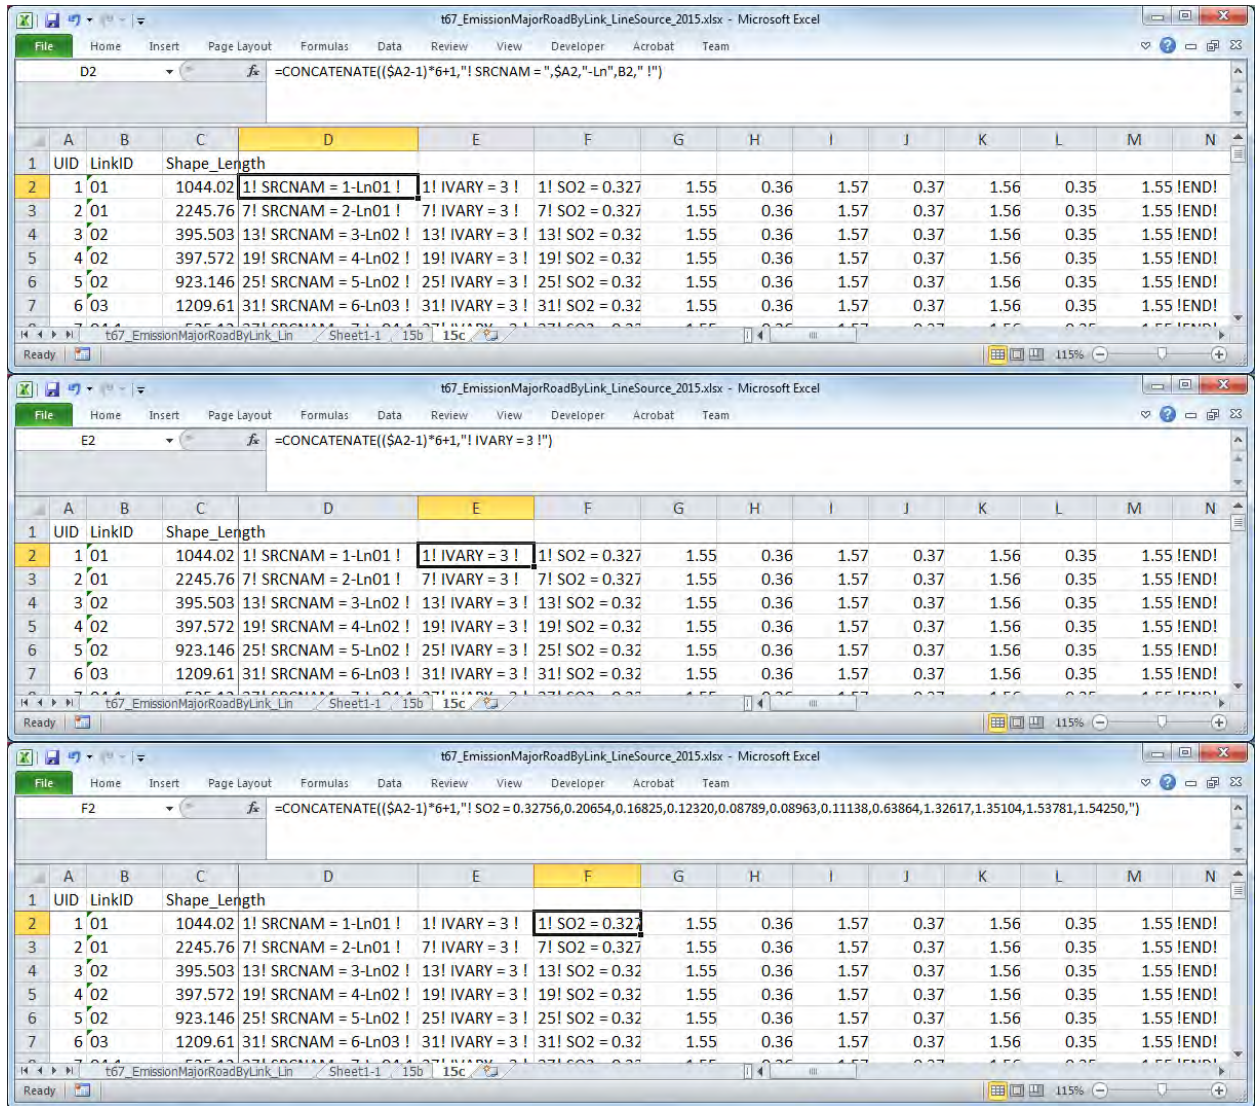 t67_EmissionMajorRoadByLink_LineSource_2015.xlsx - Microsoft Excel
File Home Insert Page Layout Formulas Data Review View Developer Acrobat Team
D2 fx =CONCATENATE(($A2-1)*6+1,"! SRCNAM = ",$A2,"-Ln",B2," !")
A B C D E F G H I J K L M N
1 UID LinkID Shape_Length
2 1 01 1044.02 1! SRCNAM = 1-Ln01 ! 1! IVARY = 3 ! 1! SO2 = 0.327 1.55 0.36 1.57 0.37 1.56 0.35 1.55 !END!
3 2 01 2245.76 7! SRCNAM = 2-Ln01 ! 7! IVARY = 3 ! 7! SO2 = 0.327 1.55 0.36 1.57 0.37 1.56 0.35 1.55 !END!
4 3 02 395.503 13! SRCNAM = 3-Ln02 ! 13! IVARY = 3 ! 13! SO2 = 0.32 1.55 0.36 1.57 0.37 1.56 0.35 1.55 !END!
5 4 02 397.572 19! SRCNAM = 4-Ln02 ! 19! IVARY = 3 ! 19! SO2 = 0.32 1.55 0.36 1.57 0.37 1.56 0.35 1.55 !END!
6 5 02 923.146 25! SRCNAM = 5-Ln02 ! 25! IVARY = 3 ! 25! SO2 = 0.32 1.55 0.36 1.57 0.37 1.56 0.35 1.55 !END!
7 6 03 1209.61 31! SRCNAM = 6-Ln03 ! 31! IVARY = 3 ! 31! SO2 = 0.32 1.55 0.36 1.57 0.37 1.56 0.35 1.55 !END!
t67_EmissionMajorRoadByLink_Lin Sheet1-1 15b 15c
Ready 115%
t67_EmissionMajorRoadByLink_LineSource_2015.xlsx - Microsoft Excel
File Home Insert Page Layout Formulas Data Review View Developer Acrobat Team
E2 fx =CONCATENATE(($A2-1)*6+1,"! IVARY = 3 !")
A B C D E F G H I J K L M N
1 UID LinkID Shape_Length
2 1 01 1044.02 1! SRCNAM = 1-Ln01 ! 1! IVARY = 3 ! 1! SO2 = 0.327 1.55 0.36 1.57 0.37 1.56 0.35 1.55 !END!
3 2 01 2245.76 7! SRCNAM = 2-Ln01 ! 7! IVARY = 3 ! 7! SO2 = 0.327 1.55 0.36 1.57 0.37 1.56 0.35 1.55 !END!
4 3 02 395.503 13! SRCNAM = 3-Ln02 ! 13! IVARY = 3 ! 13! SO2 = 0.32 1.55 0.36 1.57 0.37 1.56 0.35 1.55 !END!
5 4 02 397.572 19! SRCNAM = 4-Ln02 ! 19! IVARY = 3 ! 19! SO2 = 0.32 1.55 0.36 1.57 0.37 1.56 0.35 1.55 !END!
6 5 02 923.146 25! SRCNAM = 5-Ln02 ! 25! IVARY = 3 ! 25! SO2 = 0.32 1.55 0.36 1.57 0.37 1.56 0.35 1.55 !END!
7 6 03 1209.61 31! SRCNAM = 6-Ln03 ! 31! IVARY = 3 ! 31! SO2 = 0.32 1.55 0.36 1.57 0.37 1.56 0.35 1.55 !END!
t67_EmissionMajorRoadByLink_Lin Sheet1-1 15b 15c
Ready 115%
t67_EmissionMajorRoadByLink_LineSource_2015.xlsx - Microsoft Excel
File Home Insert Page Layout Formulas Data Review View Developer Acrobat Team
F2 fx =CONCATENATE(($A2-1)*6+1,"! SO2 = 0.32756,0.20654,0.16825,0.12320,0.08789,0.08963,0.11138,0.63864,1.32617,1.35104,1.53781,1.54250,")
A B C D E F G H I J K L M N
1 UID LinkID Shape_Length
2 1 01 1044.02 1! SRCNAM = 1-Ln01 ! 1! IVARY = 3 ! 1! SO2 = 0.327 1.55 0.36 1.57 0.37 1.56 0.35 1.55 !END!
3 2 01 2245.76 7! SRCNAM = 2-Ln01 ! 7! IVARY = 3 ! 7! SO2 = 0.327 1.55 0.36 1.57 0.37 1.56 0.35 1.55 !END!
4 3 02 395.503 13! SRCNAM = 3-Ln02 ! 13! IVARY = 3 ! 13! SO2 = 0.32 1.55 0.36 1.57 0.37 1.56 0.35 1.55 !END!
5 4 02 397.572 19! SRCNAM = 4-Ln02 ! 19! IVARY = 3 ! 19! SO2 = 0.32 1.55 0.36 1.57 0.37 1.56 0.35 1.55 !END!
6 5 02 923.146 25! SRCNAM = 5-Ln02 ! 25! IVARY = 3 ! 25! SO2 = 0.32 1.55 0.36 1.57 0.37 1.56 0.35 1.55 !END!
7 6 03 1209.61 31! SRCNAM = 6-Ln03 ! 31! IVARY = 3 ! 31! SO2 = 0.32 1.55 0.36 1.57 0.37 1.56 0.35 1.55 !END!
t67_EmissionMajorRoadByLink_Lin Sheet1-1 15b 15c
Ready 115%